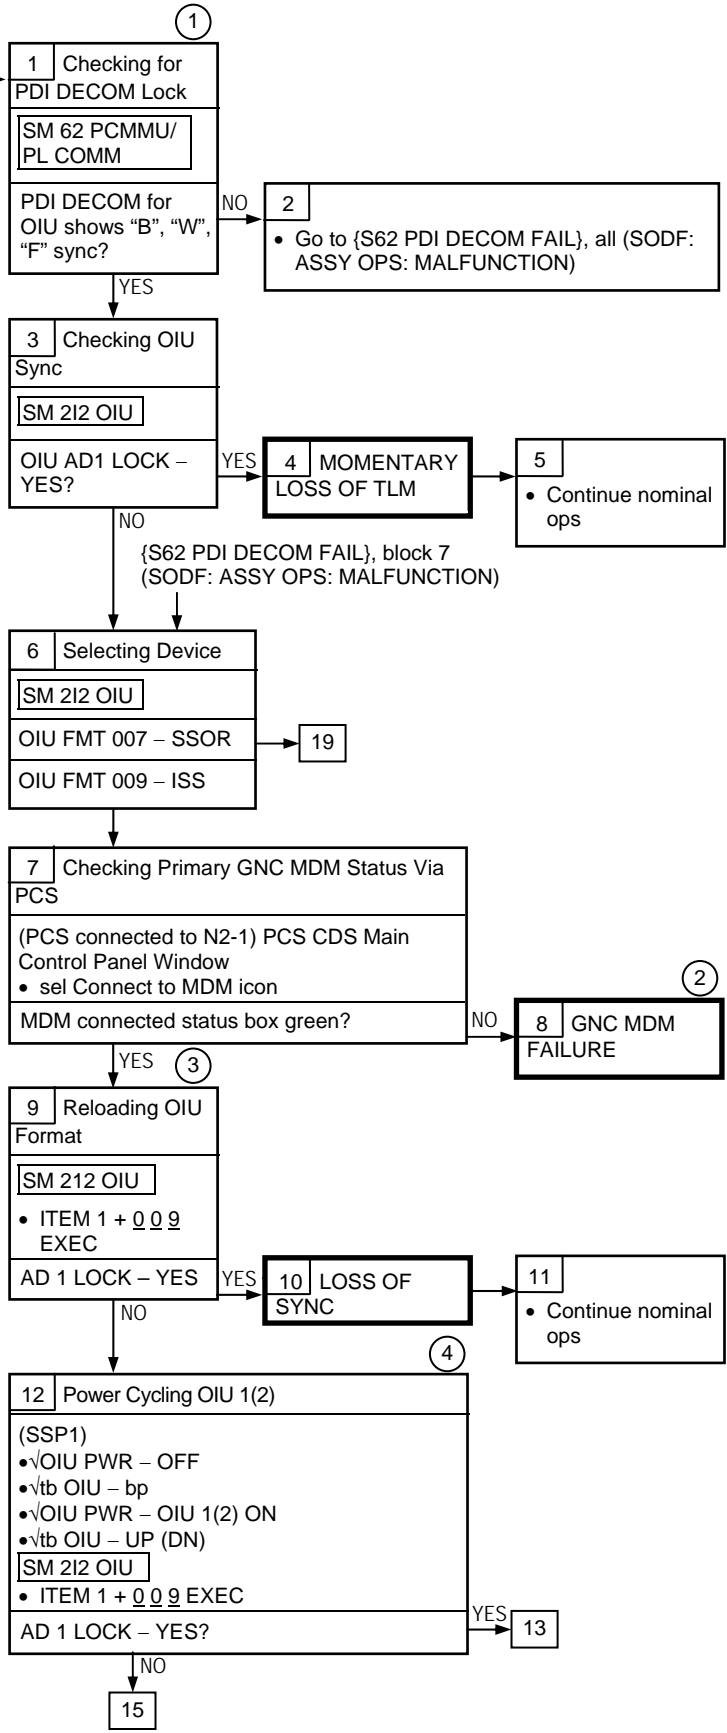 1
1 Checking for
PDI DECOM Lock
SM 62 PCMMU/
PL COMM
PDI DECOM for
OIU shows “B”, “W”,
“F” sync?
NO
2
• Go to {S62 PDI DECOM FAIL}, all (SODF:
ASSY OPS: MALFUNCTION)
YES
3 Checking OIU
Sync
SM 2I2 OIU
OIU AD1 LOCK –
YES?
YES
4 MOMENTARY
LOSS OF TLM
5
• Continue nominal
ops
NO
{S62 PDI DECOM FAIL}, block 7
(SODF: ASSY OPS: MALFUNCTION)
6 Selecting Device
SM 2I2 OIU
OIU FMT 007 – SSOR
19
OIU FMT 009 – ISS
7 Checking Primary GNC MDM Status Via
PCS
(PCS connected to N2-1) PCS CDS Main
Control Panel Window
• sel Connect to MDM icon
MDM connected status box green?
NO
2
8 GNC MDM
FAILURE
YES
3
9 Reloading OIU
Format
SM 212 OIU
• ITEM 1 + 0 0 9
EXEC
AD 1 LOCK – YES
YES
10 LOSS OF
SYNC
11
• Continue nominal
ops
NO
4
12 Power Cycling OIU 1(2)
(SSP1)
•√OIU PWR – OFF
•√tb OIU – bp
•√OIU PWR – OIU 1(2) ON
•√tb OIU – UP (DN)
SM 2I2 OIU
• ITEM 1 + 0 0 9 EXEC
AD 1 LOCK – YES?
YES
13
NO
15